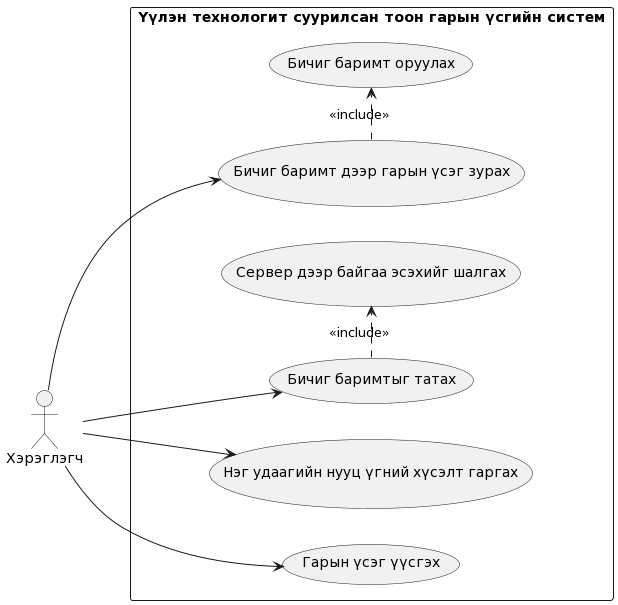 Үүлэн технологит суурилсан тоон гарын үсгийн систем
Бичиг баримт оруулах
«include»
Бичиг баримт дээр гарын үсэг зурах
Сервер дээр байгаа эсэхийг шалгах
«include»
Бичиг баримтыг татах
Хэрэглэгч
Нэг удаагийн нууц үгний хүсэлт гаргах
Гарын үсэг үүсгэх